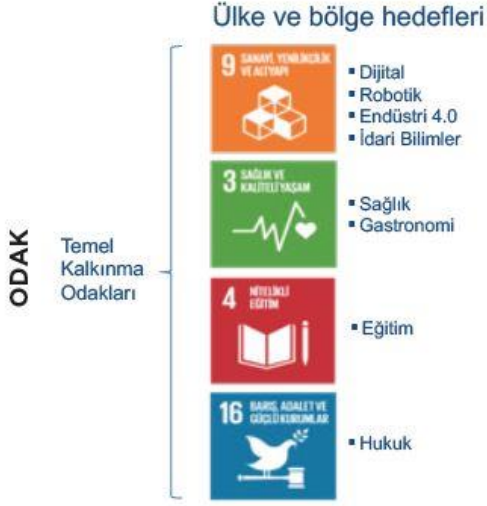 Ülke ve bölge hedefleri
9 SANAYİ, YENİLİKÇİLİK
VE ALTYAPI
▪ Dijital
▪ Robotik
▪ Endüstri 4.0
▪ İdari Bilimler
3 SAĞLIK VE
KALİTELİ YAŞAM
▪ Sağlık
▪ Gastronomi
ODAK
Temel
Kalkınma
Odakları
4 NİTELİKLİ
EĞİTİM
▪ Eğitim
16 BARIŞ, ADALET VE
GÜÇLÜ KURUMLAR
▪ Hukuk